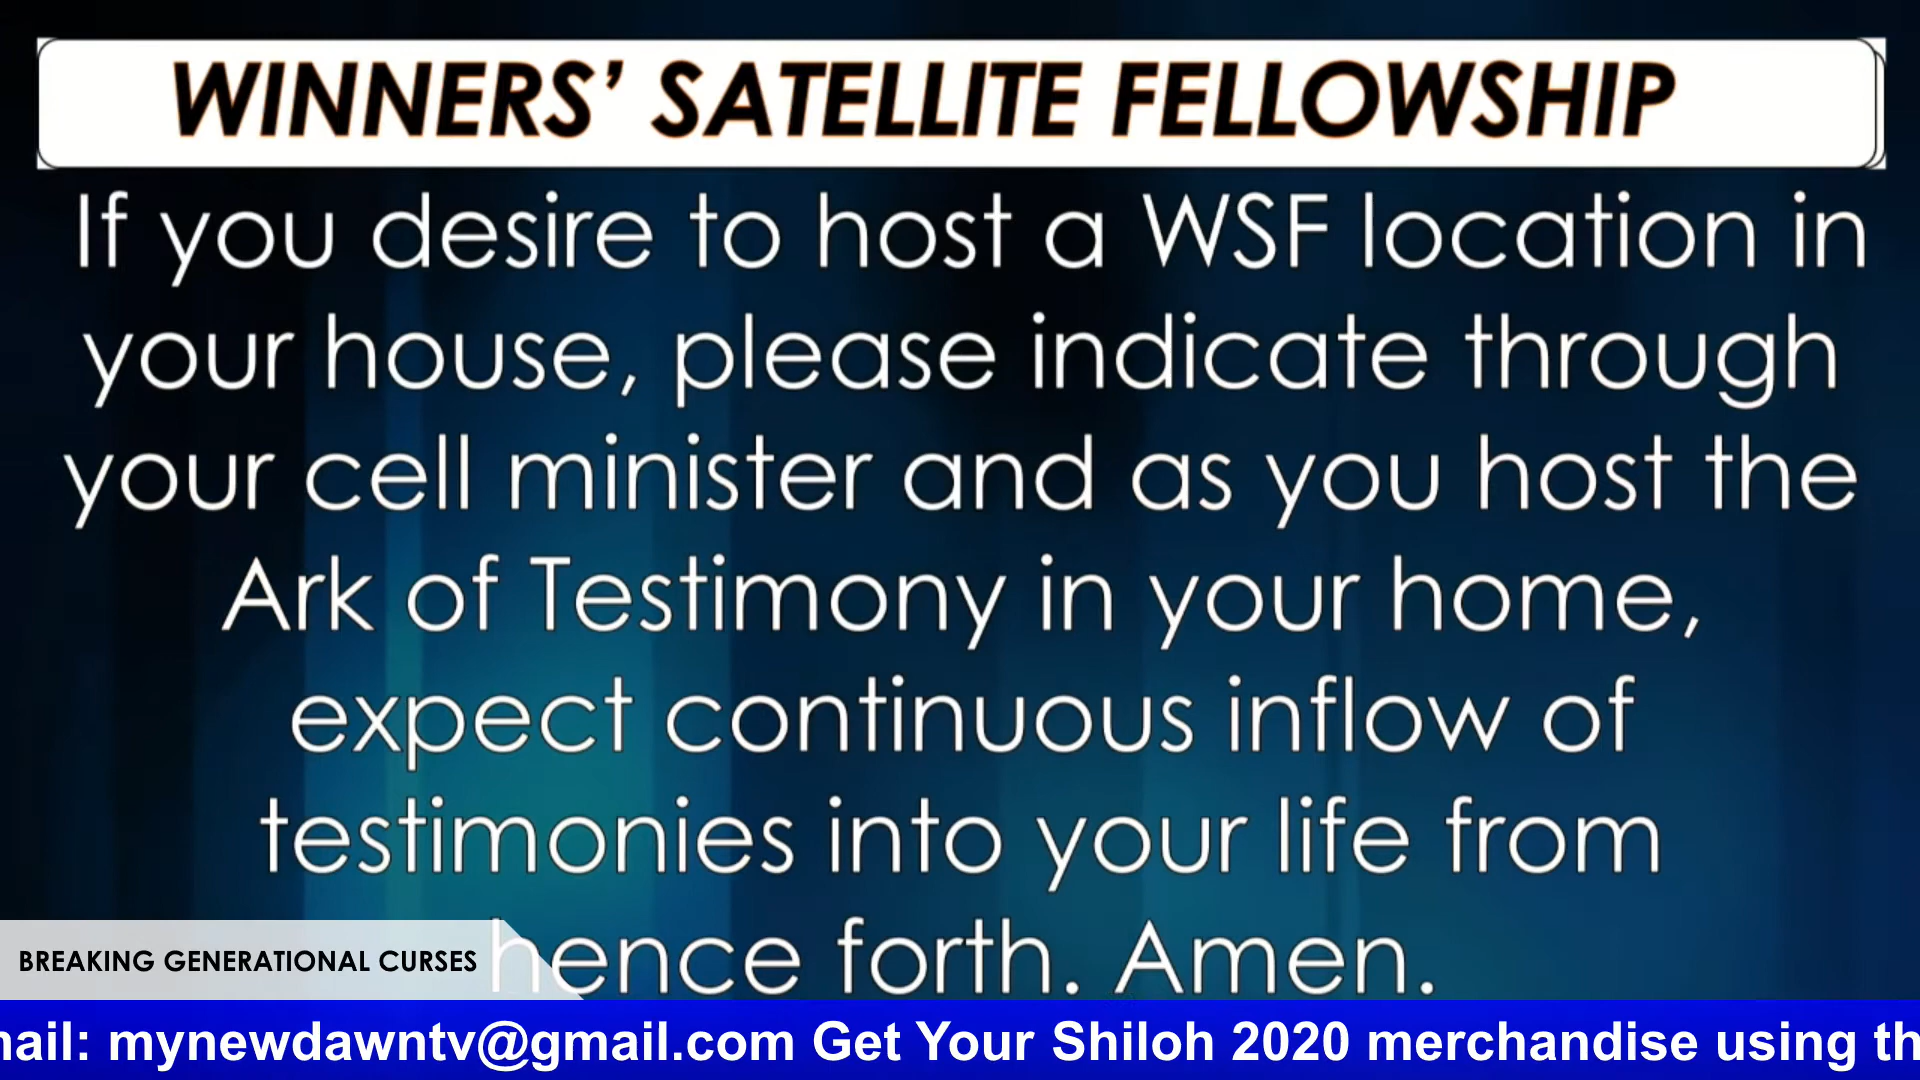 WINNERS’ SATELLITE FELLOWSHIP
If you desire to host a WSF location in
your house, please indicate through
your cell minister and as you host the
Ark of Testimony in your home,
expect continuous inflow of
testimonies into your life from
hence forth. Amen.
BREAKING GENERATIONAL CURSES
mynewdawntv@gmail.com Get Your Shiloh 2020 merchandise using